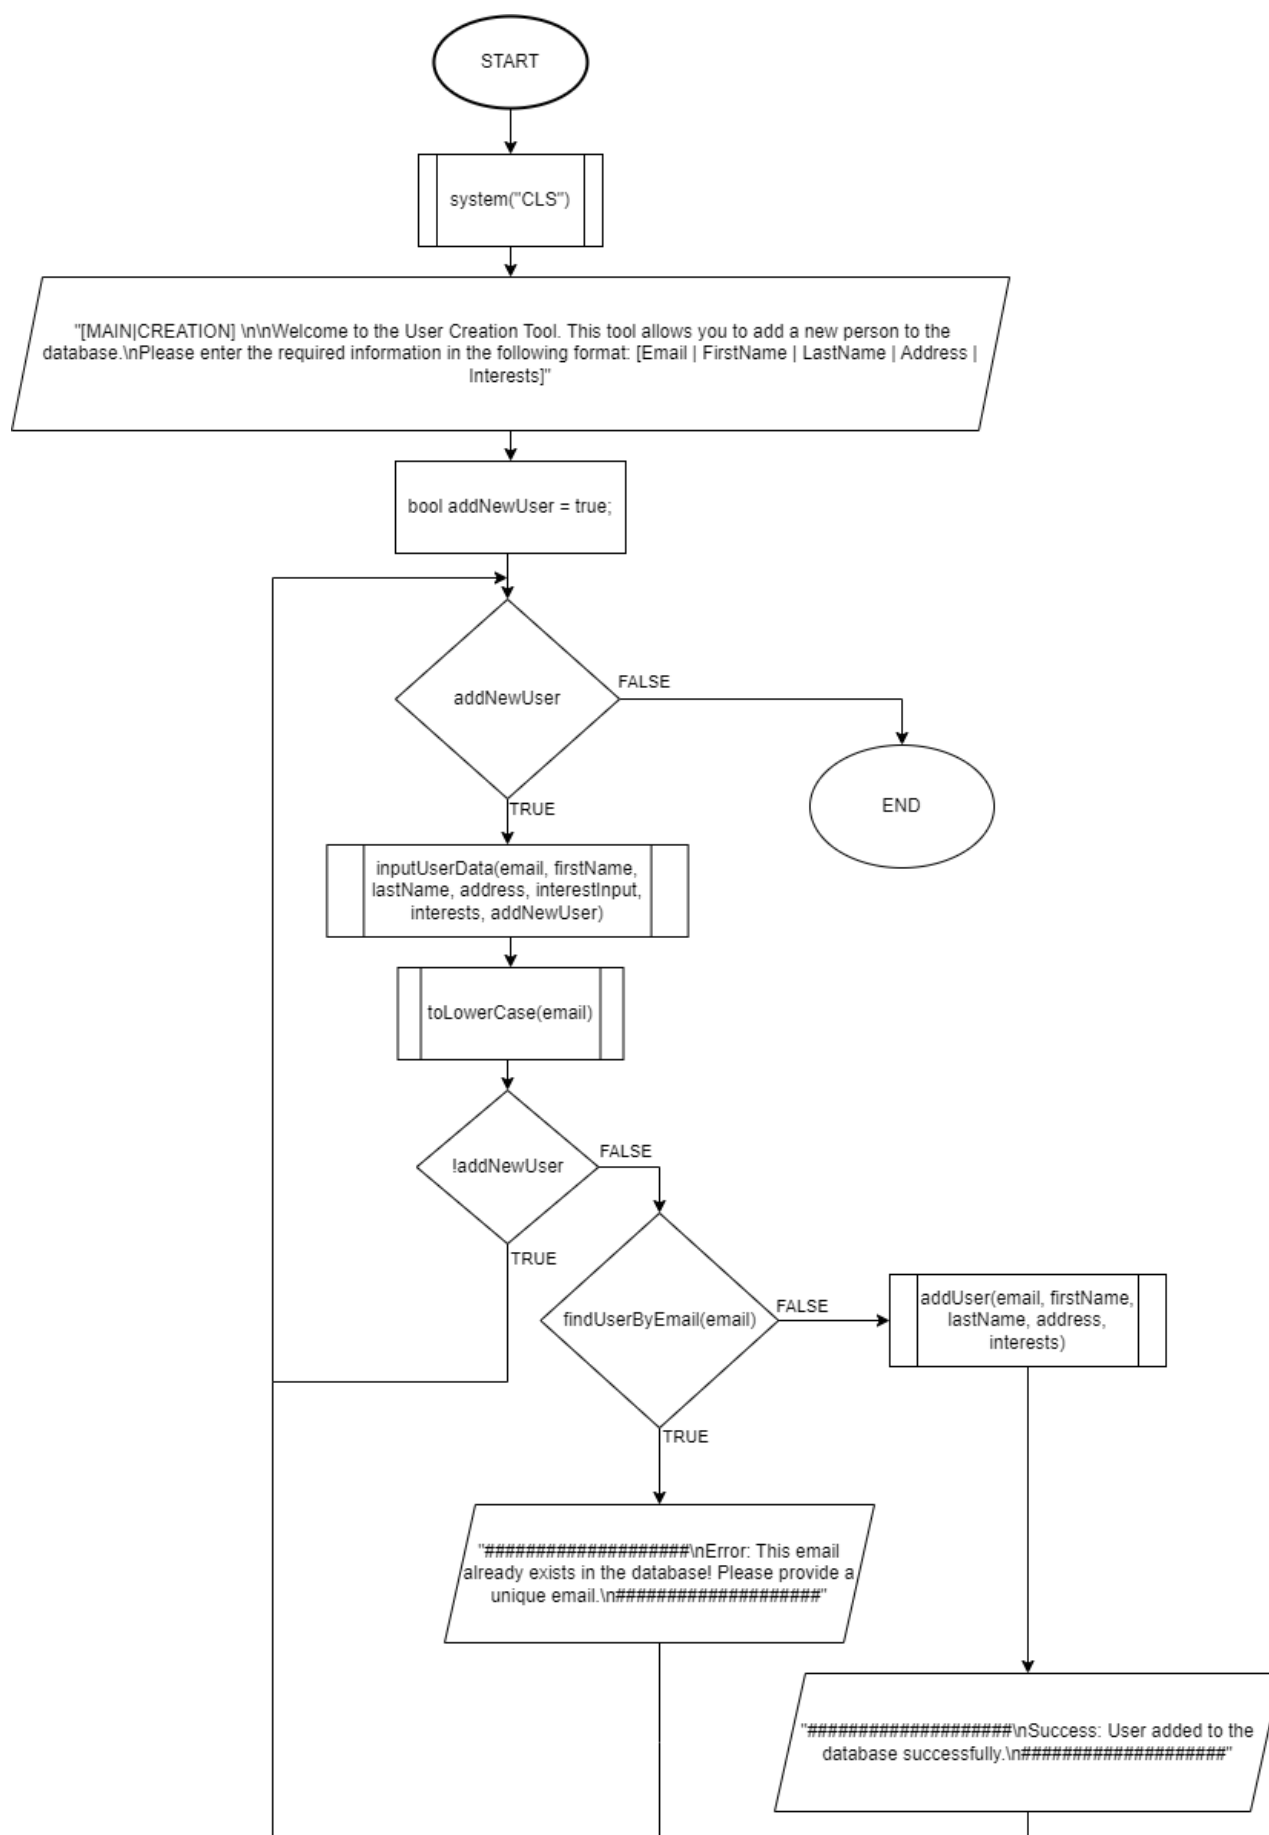 START
system("CLS")
"[MAIN|CREATION] \n\nWelcome to the User Creation Tool. This tool allows you to add a new person to the
database.\nPlease enter the required information in the following format: [Email | FirstName | LastName | Address |
Interests]"
bool addNewUser = true;
addNewUser
FALSE
END
TRUE
inputUserData(email, firstName,
lastName, address, interestInput,
interests, addNewUser)
toLowerCase(email)
!addNewUser
FALSE
TRUE
findUserByEmail(email)
FALSE
addUser(email, firstName,
lastName, address,
interests)
TRUE
"####################\nError: This email
already exists in the database! Please provide a
unique email.\n####################"
"####################\nSuccess: User added to the
database successfully.\n####################"